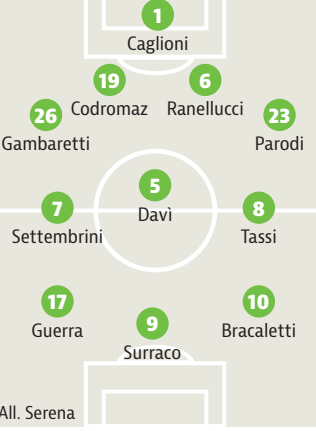 1
Caglioni
19
6
Codromaz
Ranellucci
26
23
Gambaretti
Parodi
5
Davì
7
8
Settembrini
Tassi
17
10
Guerra
Bracaletti
9
Surraco
All. Serena